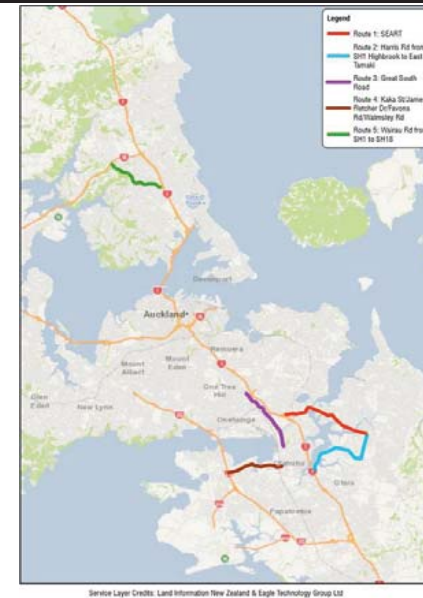 Legend
Route 1: SEART
Route 2: Harris Rd from
SH1 Highbrook to East
Tamaki
Route 3: Great South
Road
Route 4: Kaka St/James
Fletcher Dr/Favona
Rd/Walmsley Rd
Route 5: Wairau Rd from
SH1 to SH18
Devonport
Auckland
Remuera
Mount
Albert
Mount
Eden
One Tree
Hill
Glen
Eden
New Lynn
Onehunga
Otahuhu
Otara
Papatoetoe
Service Layer Credits: Land Information New Zealand & Eagle Technology Group Ltd